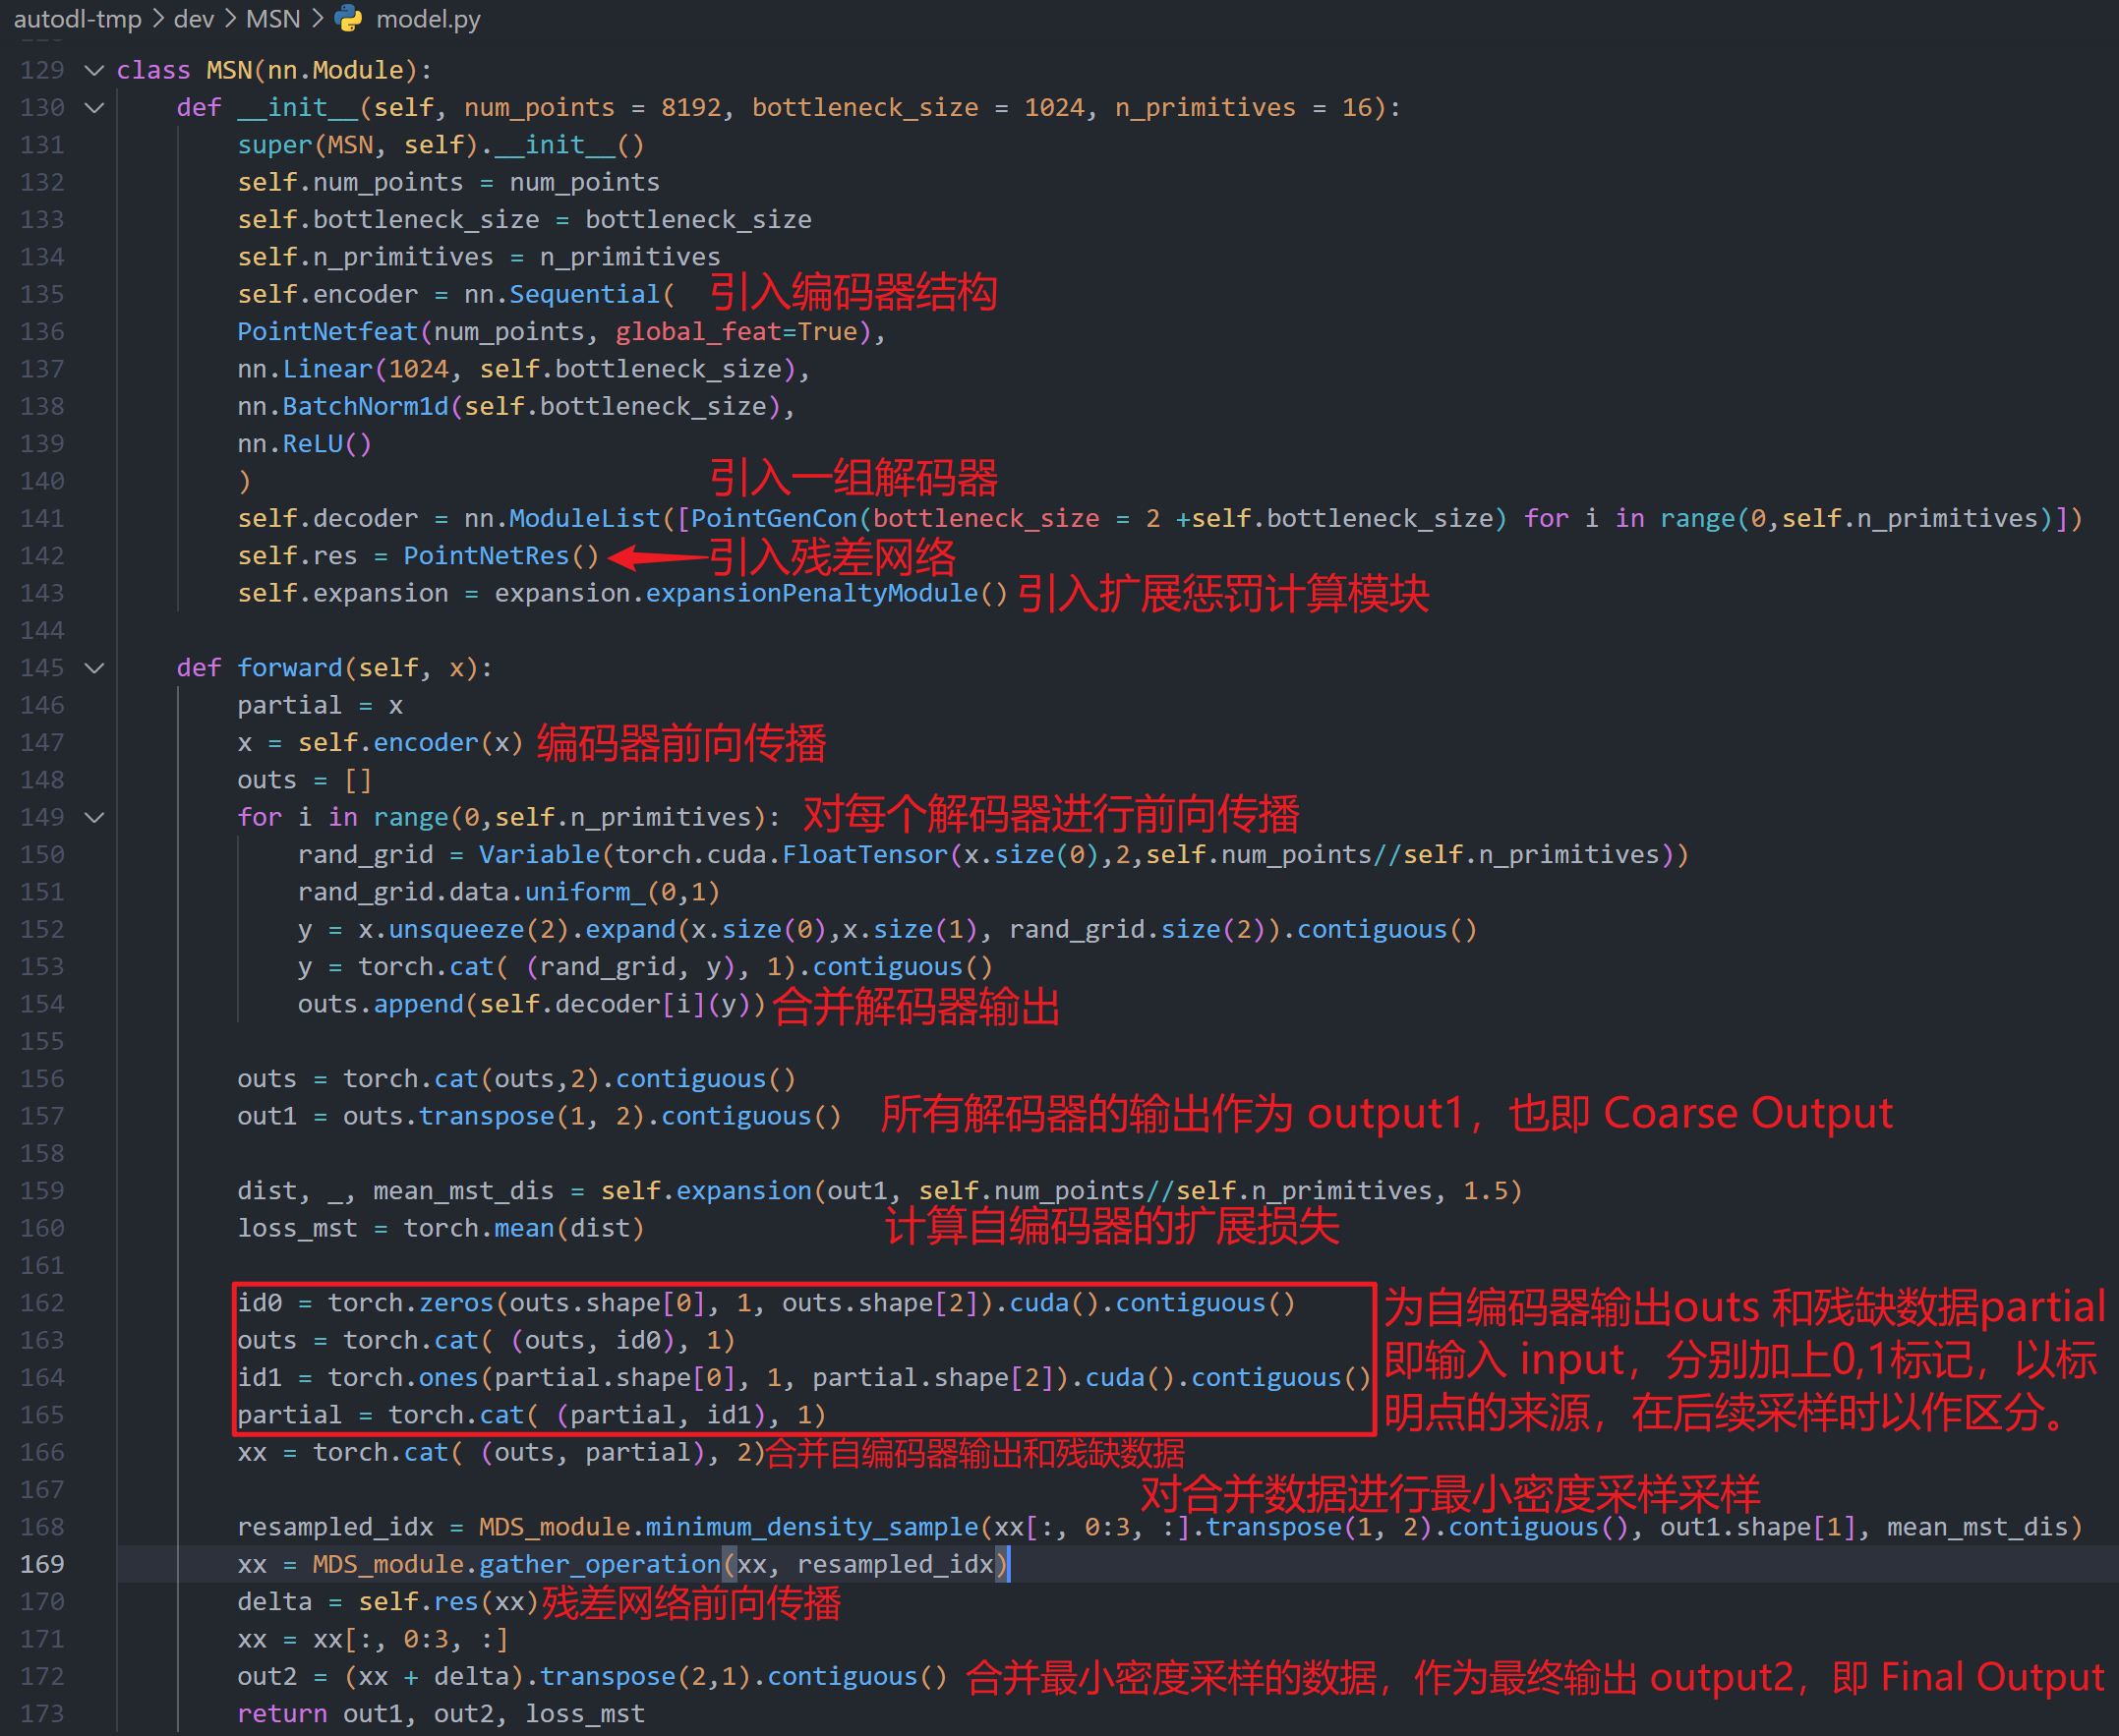 autodl-tmp > dev > MSN > model.py
129 class MSN(nn.Module):
130 def __init__(self, num_points = 8192, bottleneck_size = 1024, n_primitives = 16):
131 super(MSN, self).__init__()
132 self.num_points = num_points
133 self.bottleneck_size = bottleneck_size
134 self.n_primitives = n_primitives
135 self.encoder = nn.Sequential( 引入编码器结构
136 PointNetfeat(num_points, global_feat=True),
137 nn.Linear(1024, self.bottleneck_size),
138 nn.BatchNorm1d(self.bottleneck_size),
139 nn.ReLU()
140 ) 引入一组解码器
141 self.decoder = nn.ModuleList([PointGenCon(bottleneck_size = 2 +self.bottleneck_size) for i in range(0,self.n_primitives)])
142 self.res = PointNetRes() 引入残差网络
143 self.expansion = expansion.expansionPenaltyModule() 引入扩展惩罚计算模块
144
145 def forward(self, x):
146 partial = x
147 x = self.encoder(x) 编码器前向传播
148 outs = []
149 for i in range(0,self.n_primitives): 对每个解码器进行前向传播
150 rand_grid = Variable(torch.cuda.FloatTensor(x.size(0),2,self.num_points//self.n_primitives))
151 rand_grid.data.uniform_(0,1)
152 y = x.unsqueeze(2).expand(x.size(0),x.size(1), rand_grid.size(2)).contiguous()
153 y = torch.cat( (rand_grid, y), 1).contiguous()
154 outs.append(self.decoder[i](y)) 合并解码器输出
155
156 outs = torch.cat(outs,2).contiguous()
157 out1 = outs.transpose(1, 2).contiguous() 所有解码器的输出作为 output1，也即 Coarse Output
158
159 dist, _, mean_mst_dis = self.expansion(out1, self.num_points//self.n_primitives, 1.5)
160 loss_mst = torch.mean(dist) 计算自编码器的扩展损失
161
162 id0 = torch.zeros(outs.shape[0], 1, outs.shape[2]).cuda().contiguous() 为自编码器输出outs 和残缺数据partial
163 outs = torch.cat( (outs, id0), 1) 即输入 input，分别加上0,1标记，以标
164 id1 = torch.ones(partial.shape[0], 1, partial.shape[2]).cuda().contiguous()
165 partial = torch.cat( (partial, id1), 1) 明点的来源，在后续采样时以作区分。
166 xx = torch.cat( (outs, partial), 2) 合并自编码器输出和残缺数据
167 对合并数据进行最小密度采样采样
168 resampled_idx = MDS_module.minimum_density_sample(xx[:, 0:3, :].transpose(1, 2).contiguous(), out1.shape[1], mean_mst_dis)
169 xx = MDS_module.gather_operation(xx, resampled_idx)
170 delta = self.res(xx) 残差网络前向传播
171 xx = xx[:, 0:3, :]
172 out2 = (xx + delta).transpose(2,1).contiguous() 合并最小密度采样的数据，作为最终输出 output2，即 Final Output
173 return out1, out2, loss_mst